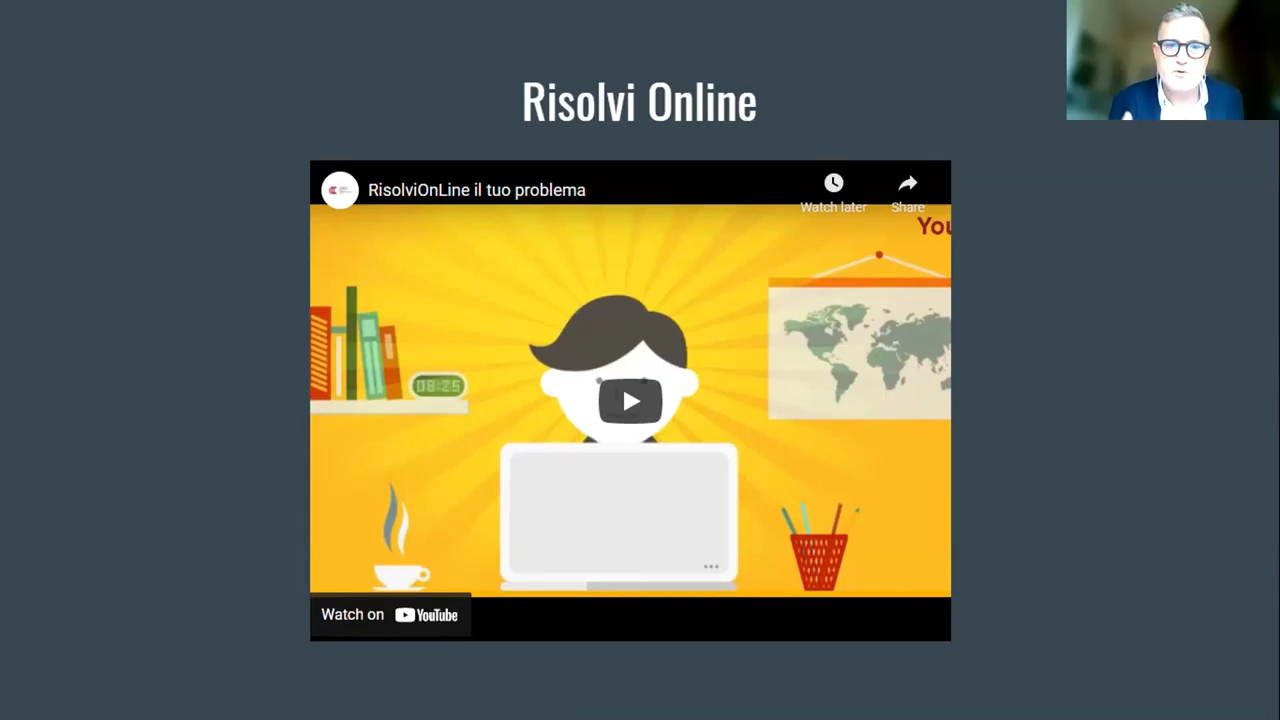 Risolvi Online
RisolviOnLine il tuo problema
Watch later
Share
You
08:25
Watch on YouTube